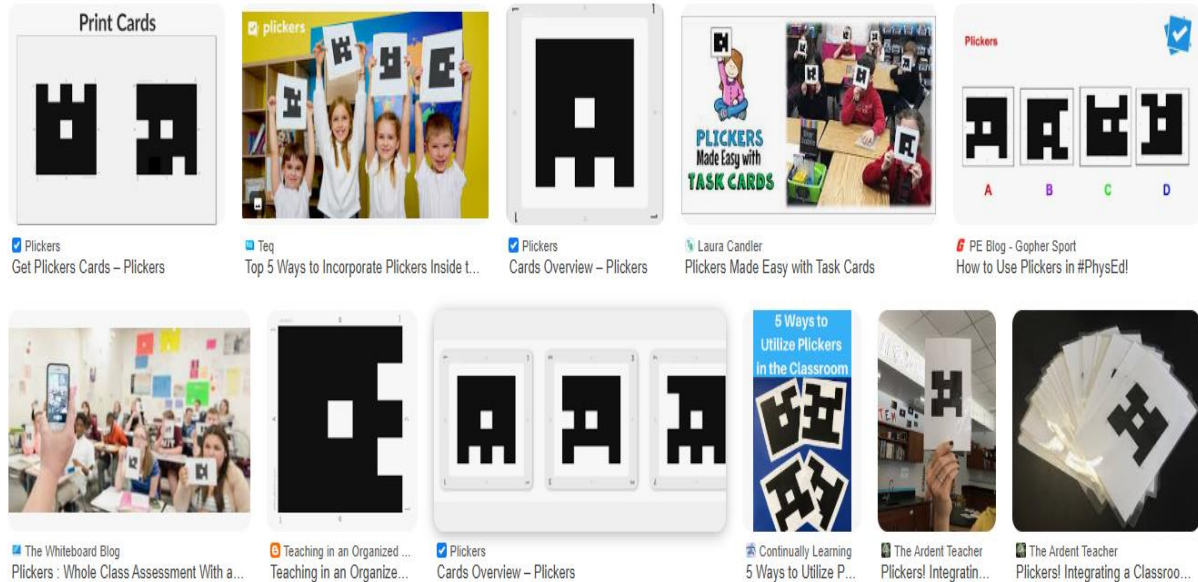 Print Cards
plickers
PLICKERS
Made Easy with
TASK CARDS
Plickers
A B C D
Plickers
Get Plickers Cards – Plickers
Teq
Top 5 Ways to Incorporate Plickers Inside t...
Plickers
Cards Overview – Plickers
Laura Candler
Plickers Made Easy with Task Cards
PE Blog - Gopher Sport
How to Use Plickers in #PhysEd!
5 Ways to
Utilize Plickers
in the Classroom
The Whiteboard Blog
Plickers : Whole Class Assessment With a...
Teaching in an Organized ...
Teaching in an Organize...
Plickers
Cards Overview – Plickers
Continually Learning
5 Ways to Utilize P...
The Ardent Teacher
Plickers! Integratin...
The Ardent Teacher
Plickers! Integrating a Classroo...